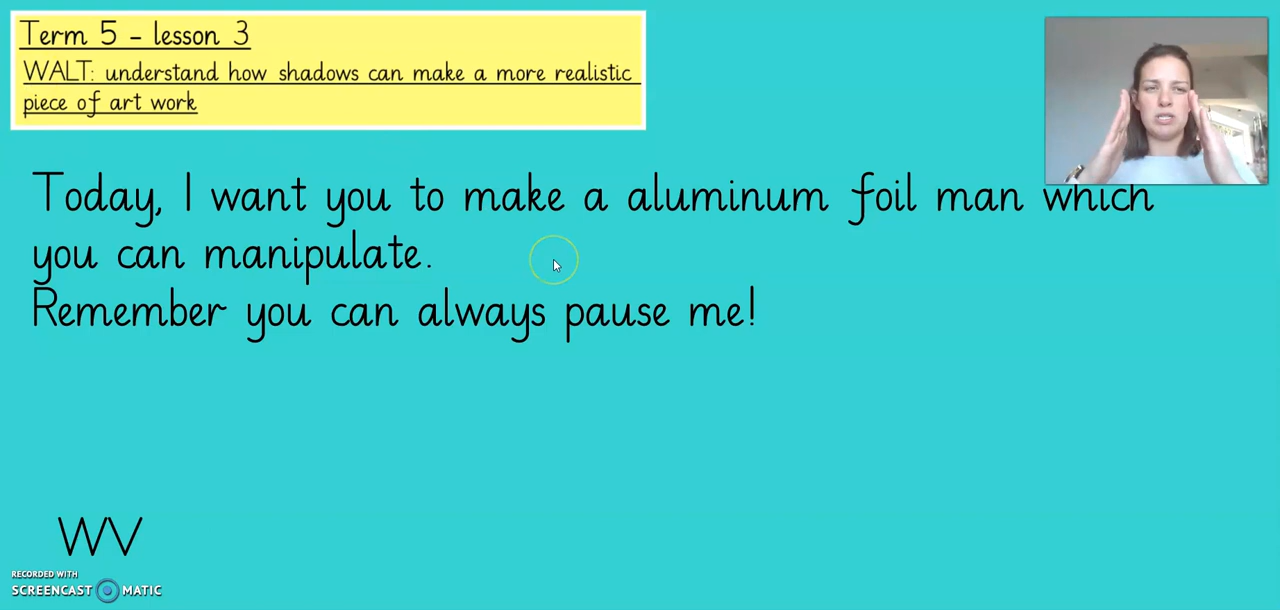 Term 5 - lesson 3
WALT: understand how shadows can make a more realistic
piece of art work
Today, I want you to make a aluminum foil man which
you can manipulate.
Remember you can always pause me!
WV
RECORDED WITH
SCREENCAST MATIC